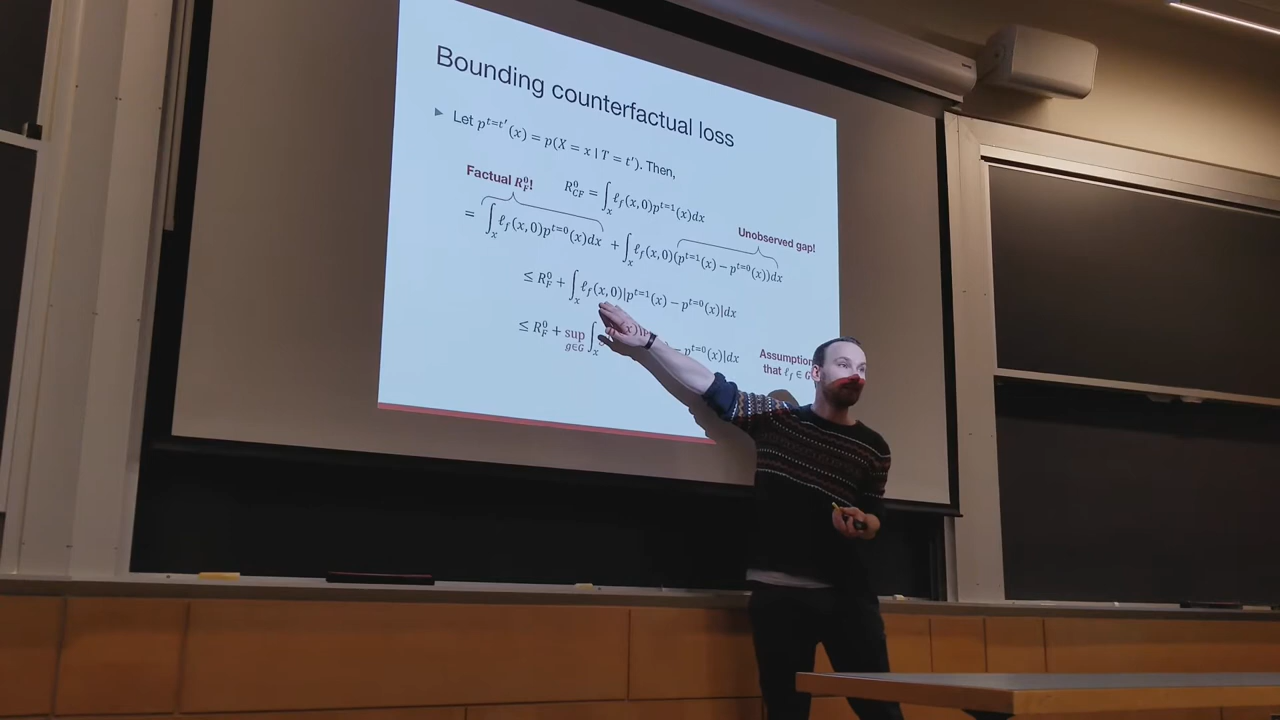 Bounding counterfactual loss
▶ Let p^{t=t′}(x) = p(X = x | T = t′). Then,
Factual R_F^0!
R_{CF}^0 = ∫_x ℓ_f(x, 0)p^{t=1}(x)dx
Unobserved gap!
= ∫_x ℓ_f(x, 0)p^{t=0}(x)dx + ∫_x ℓ_f(x, 0)(p^{t=1}(x) − p^{t=0}(x))dx
≤ R_F^0 + ∫_x ℓ_f(x, 0)|p^{t=1}(x) − p^{t=0}(x)|dx
≤ R_F^0 + sup_{g∈G} ∫_x − p^{t=0}(x)|dx
Assumption
that ℓ_f ∈ G